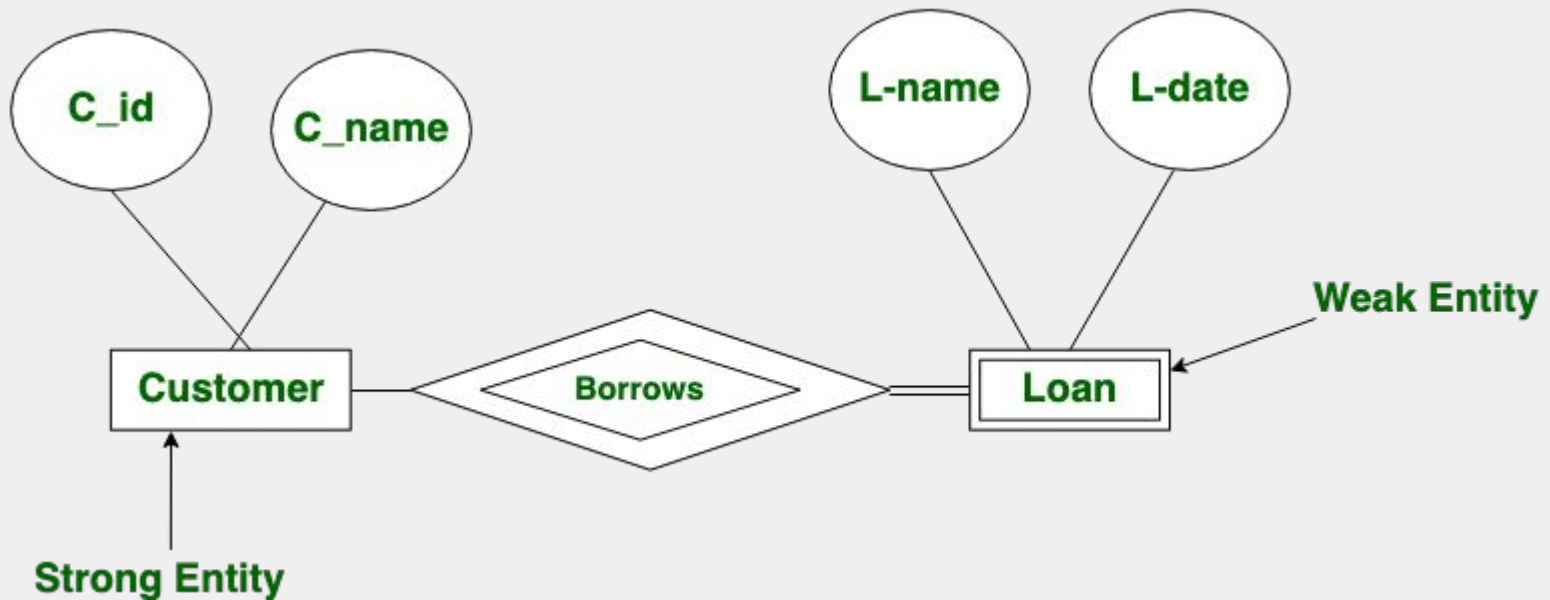 C_id
C_name
L-name
L-date
Weak Entity
Customer
Borrows
Loan
Strong Entity